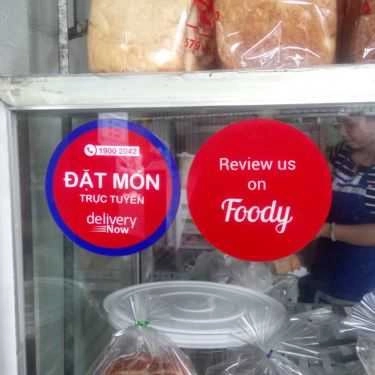 1900 2042
ĐẶT MÓN
TRỰC TUYẾN
delivery
Now
Review us
on
Foody